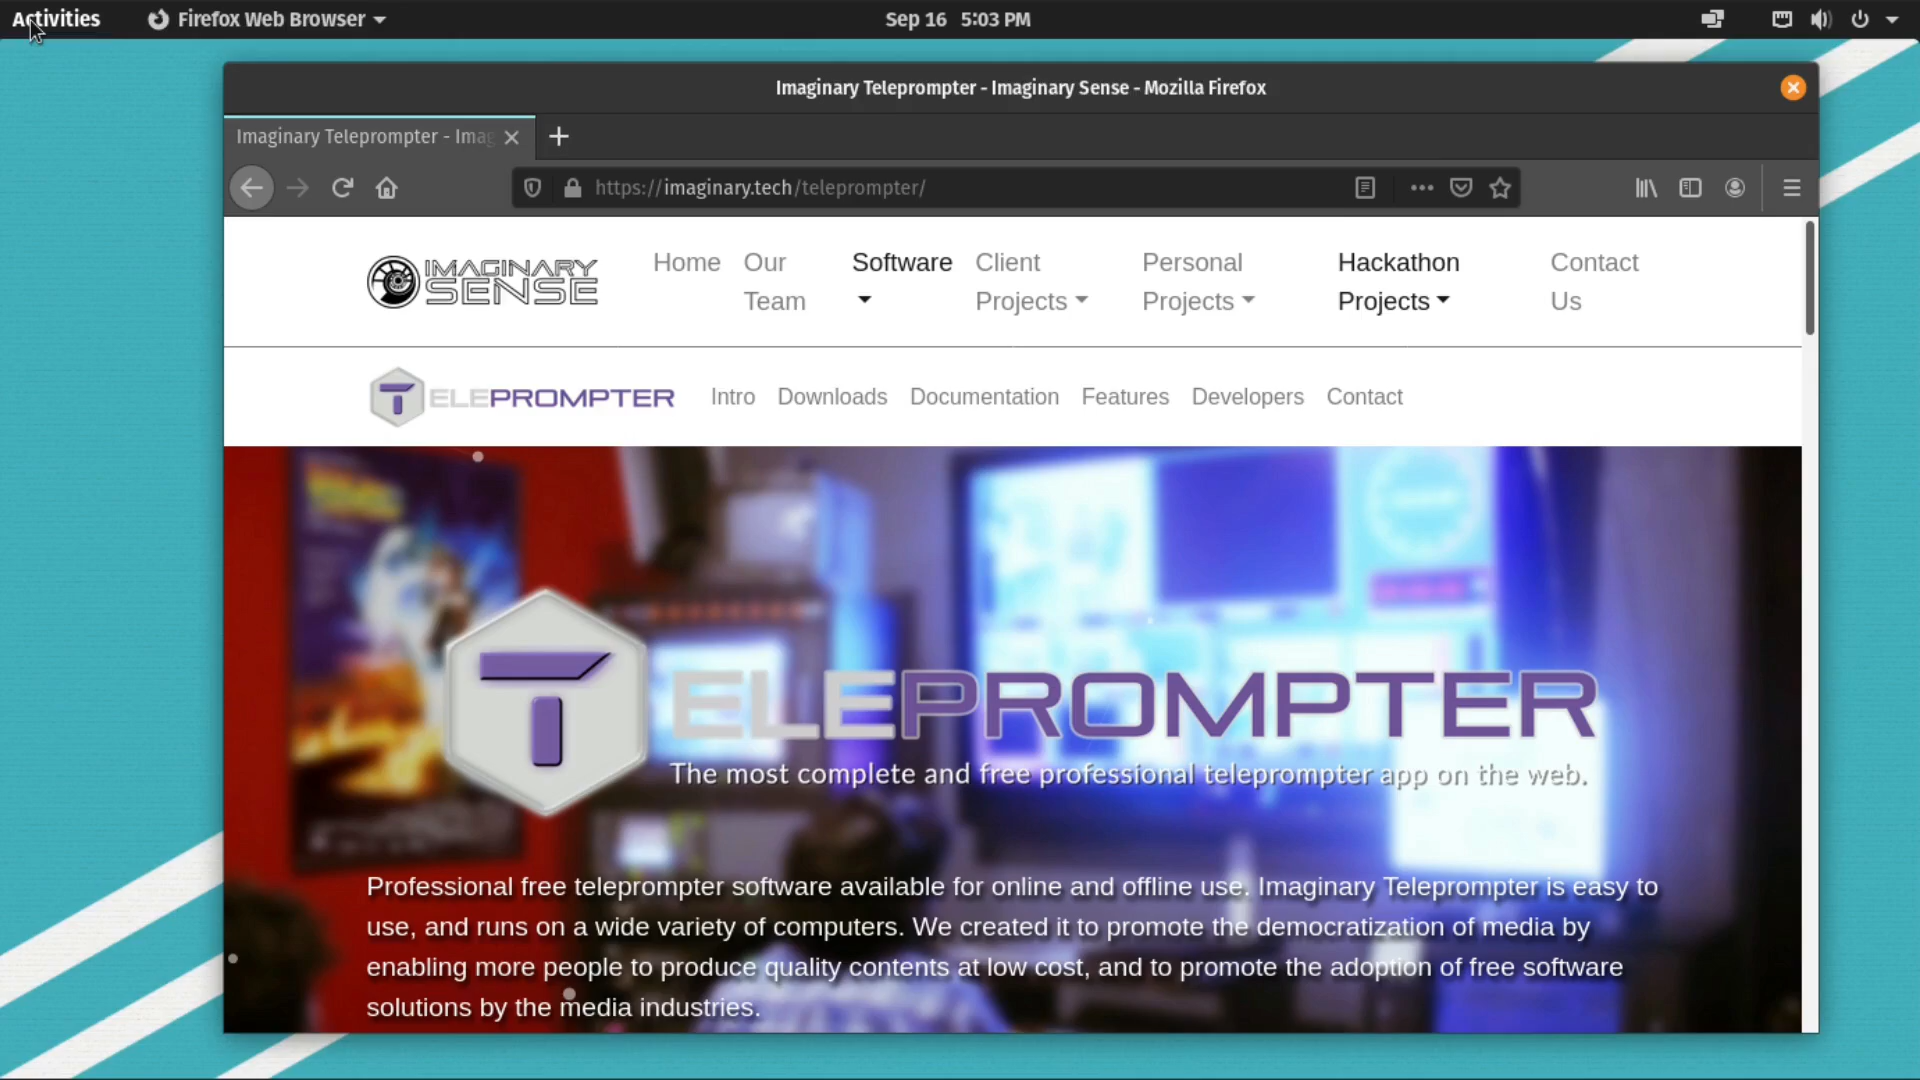 Activities Firefox Web Browser Sep 16 5:03 PM
Imaginary Teleprompter - Imaginary Sense - Mozilla Firefox
Imaginary Teleprompter - Imag
https://imaginary.tech/teleprompter/
IMAGINARY
SENSE
Home Our Team Software Client Projects Personal Projects Hackathon Projects Contact Us
TELEPROMPTER Intro Downloads Documentation Features Developers Contact
TELEPROMPTER
The most complete and free professional teleprompter app on the web.
Professional free teleprompter software available for online and offline use. Imaginary Teleprompter is easy to
use, and runs on a wide variety of computers. We created it to promote the democratization of media by
enabling more people to produce quality contents at low cost, and to promote the adoption of free software
solutions by the media industries.